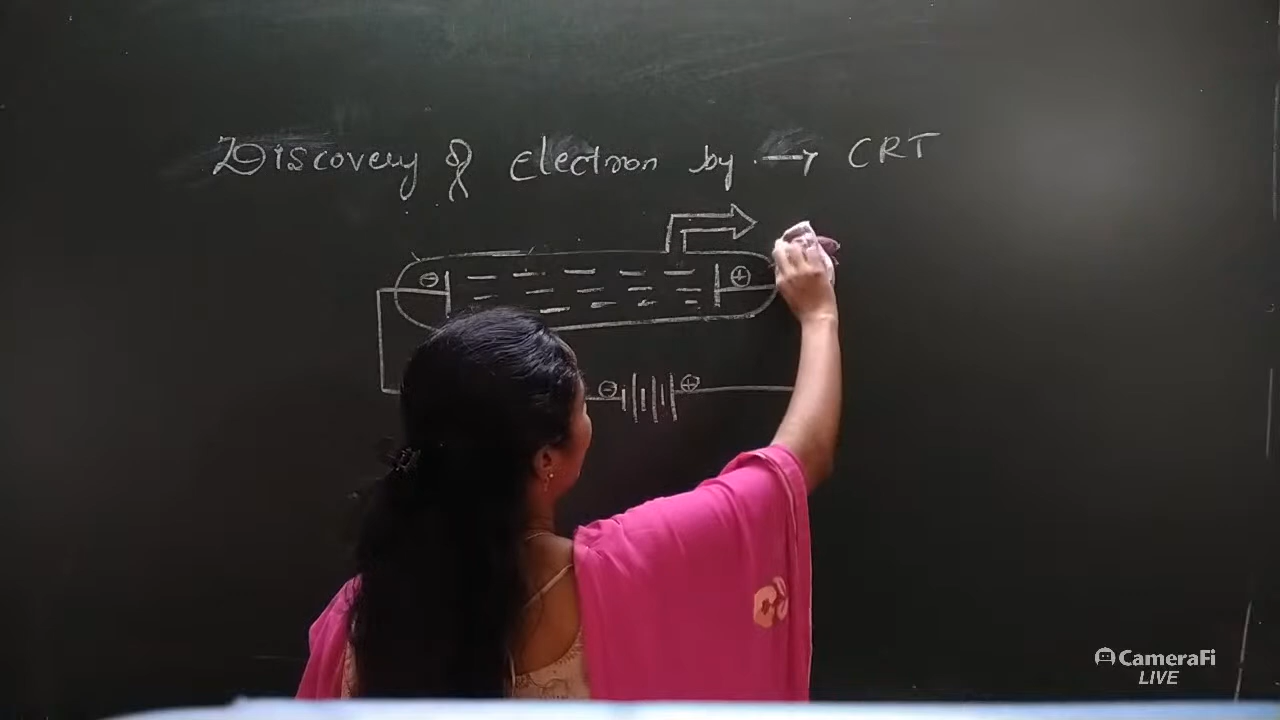 Discovery of Electron by → CRT
⊖ ⊕
⊖ ⊕
CameraFi
LIVE